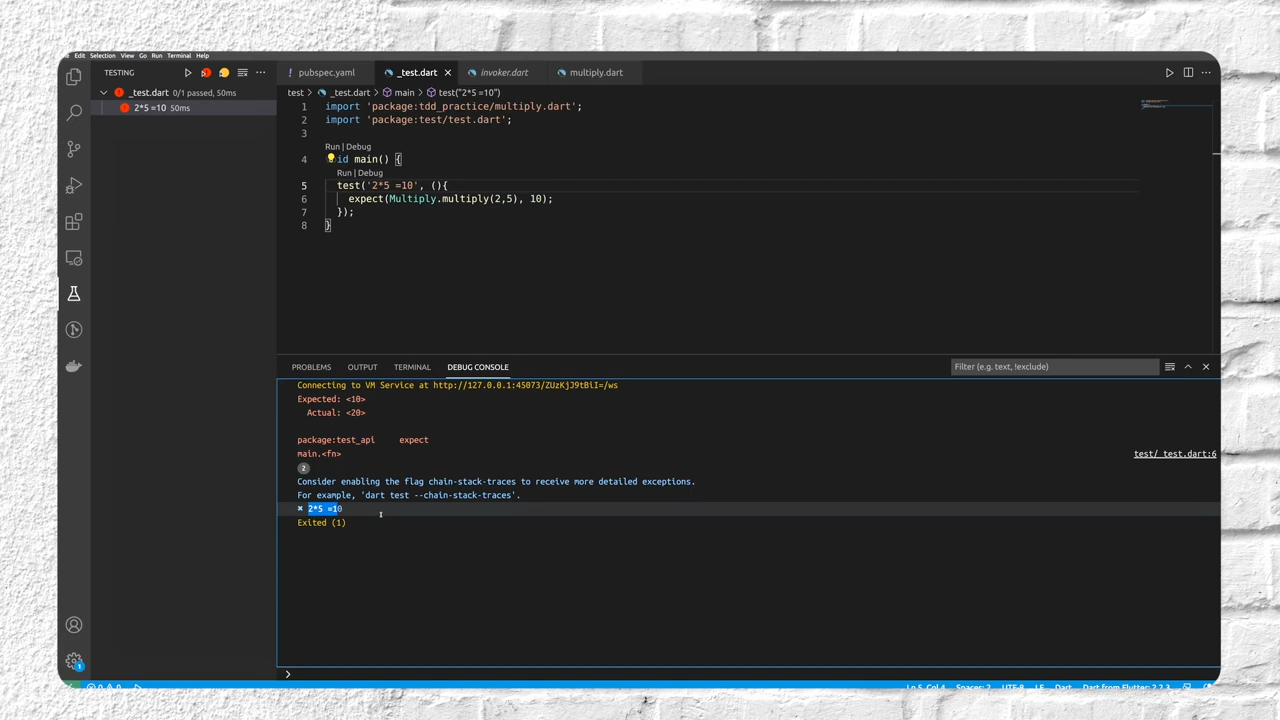 Edit Selection View Go Run Terminal Help
TESTING
pubspec.yaml
_test.dart
invoker.dart
multiply.dart
_test.dart 0/1 passed, 50ms
2*5 =10 50ms
test > _test.dart > main > test("2*5 =10")
1 import 'package:tdd_practice/multiply.dart';
2 import 'package:test/test.dart';
3
Run | Debug
4 id main() {
Run | Debug
5 test('2*5 =10', (){
6 expect(Multiply.multiply(2,5), 10);
7 });
8 }
PROBLEMS OUTPUT TERMINAL DEBUG CONSOLE
Filter (e.g. text, !exclude)
Connecting to VM Service at http://127.0.0.1:45073/ZUzKjJ9tBiI=/ws
Expected: <10>
Actual: <20>
package:test_api expect
main.<fn> test/_test.dart:6
2
Consider enabling the flag chain-stack-traces to receive more detailed exceptions.
For example, 'dart test --chain-stack-traces'.
✖ 2*5 =10
Exited (1)
>
1
0 0 Ln 5, Col 4 Spaces: 2 UTF-8 LF Dart Dart from Flutter: 2.2.3